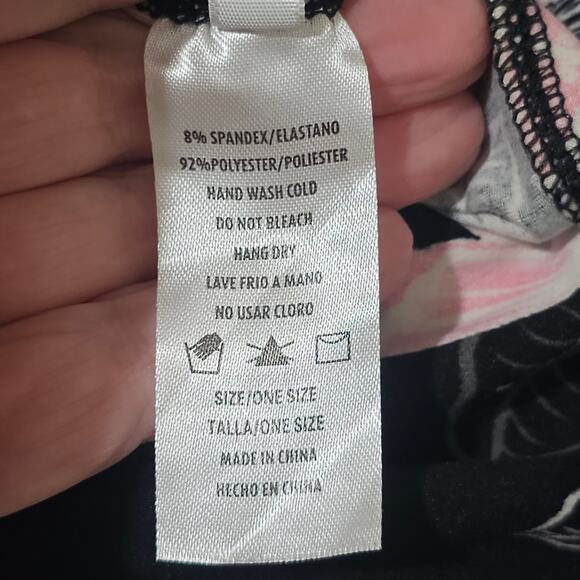 8% SPANDEX/ELASTANO
92%POLYESTER/POLIESTER
HAND WASH COLD
DO NOT BLEACH
HANG DRY
LAVE FRIO A MANO
NO USAR CLORO
SIZE/ONE SIZE
TALLA/ONE SIZE
MADE IN CHINA
HECHO EN CHINA